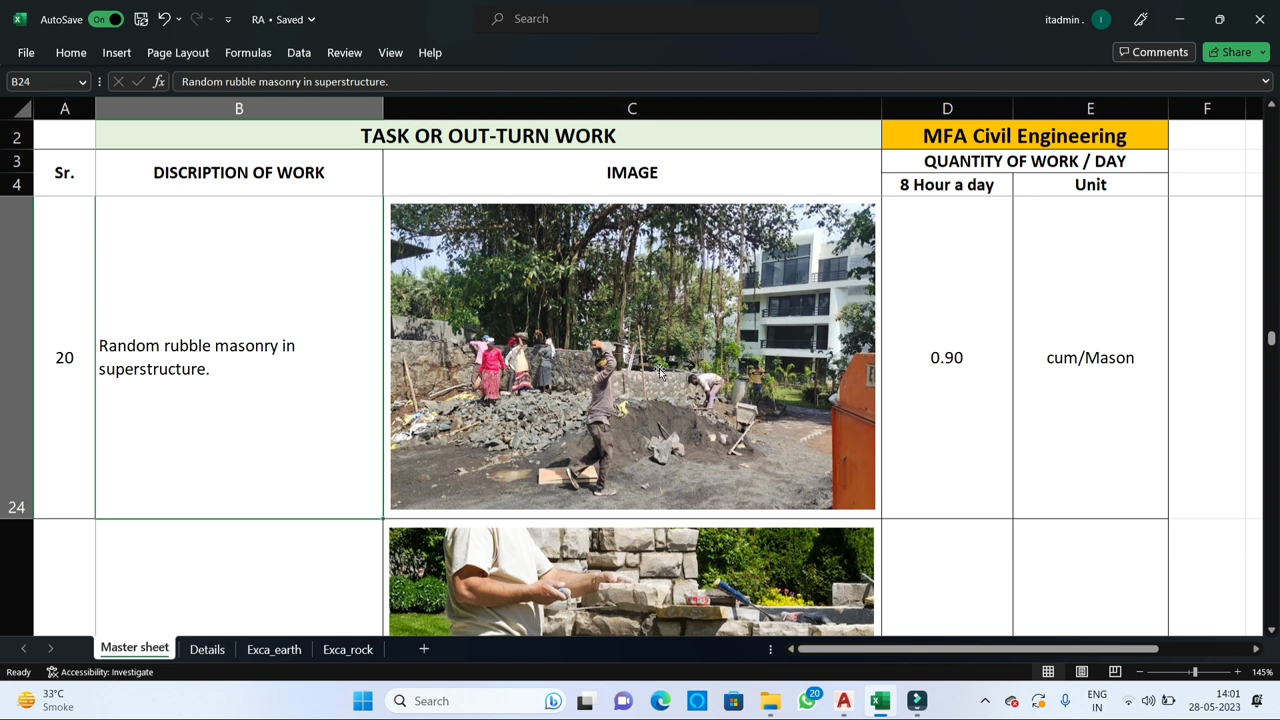 AutoSave On RA • Saved Search itadmin . I
File Home Insert Page Layout Formulas Data Review View Help Comments Share
B24 fx Random rubble masonry in superstructure.
A B C D E F
2 TASK OR OUT-TURN WORK MFA Civil Engineering
3 QUANTITY OF WORK / DAY
Sr. DISCRIPTION OF WORK IMAGE
4 8 Hour a day Unit
20 Random rubble masonry in
superstructure. 0.90 cum/Mason
24
Master sheet Details Exca_earth Exca_rock
Ready Accessibility: Investigate 145%
33°C
Smoke
Search 20 ENG
IN 14:01
28-05-2023